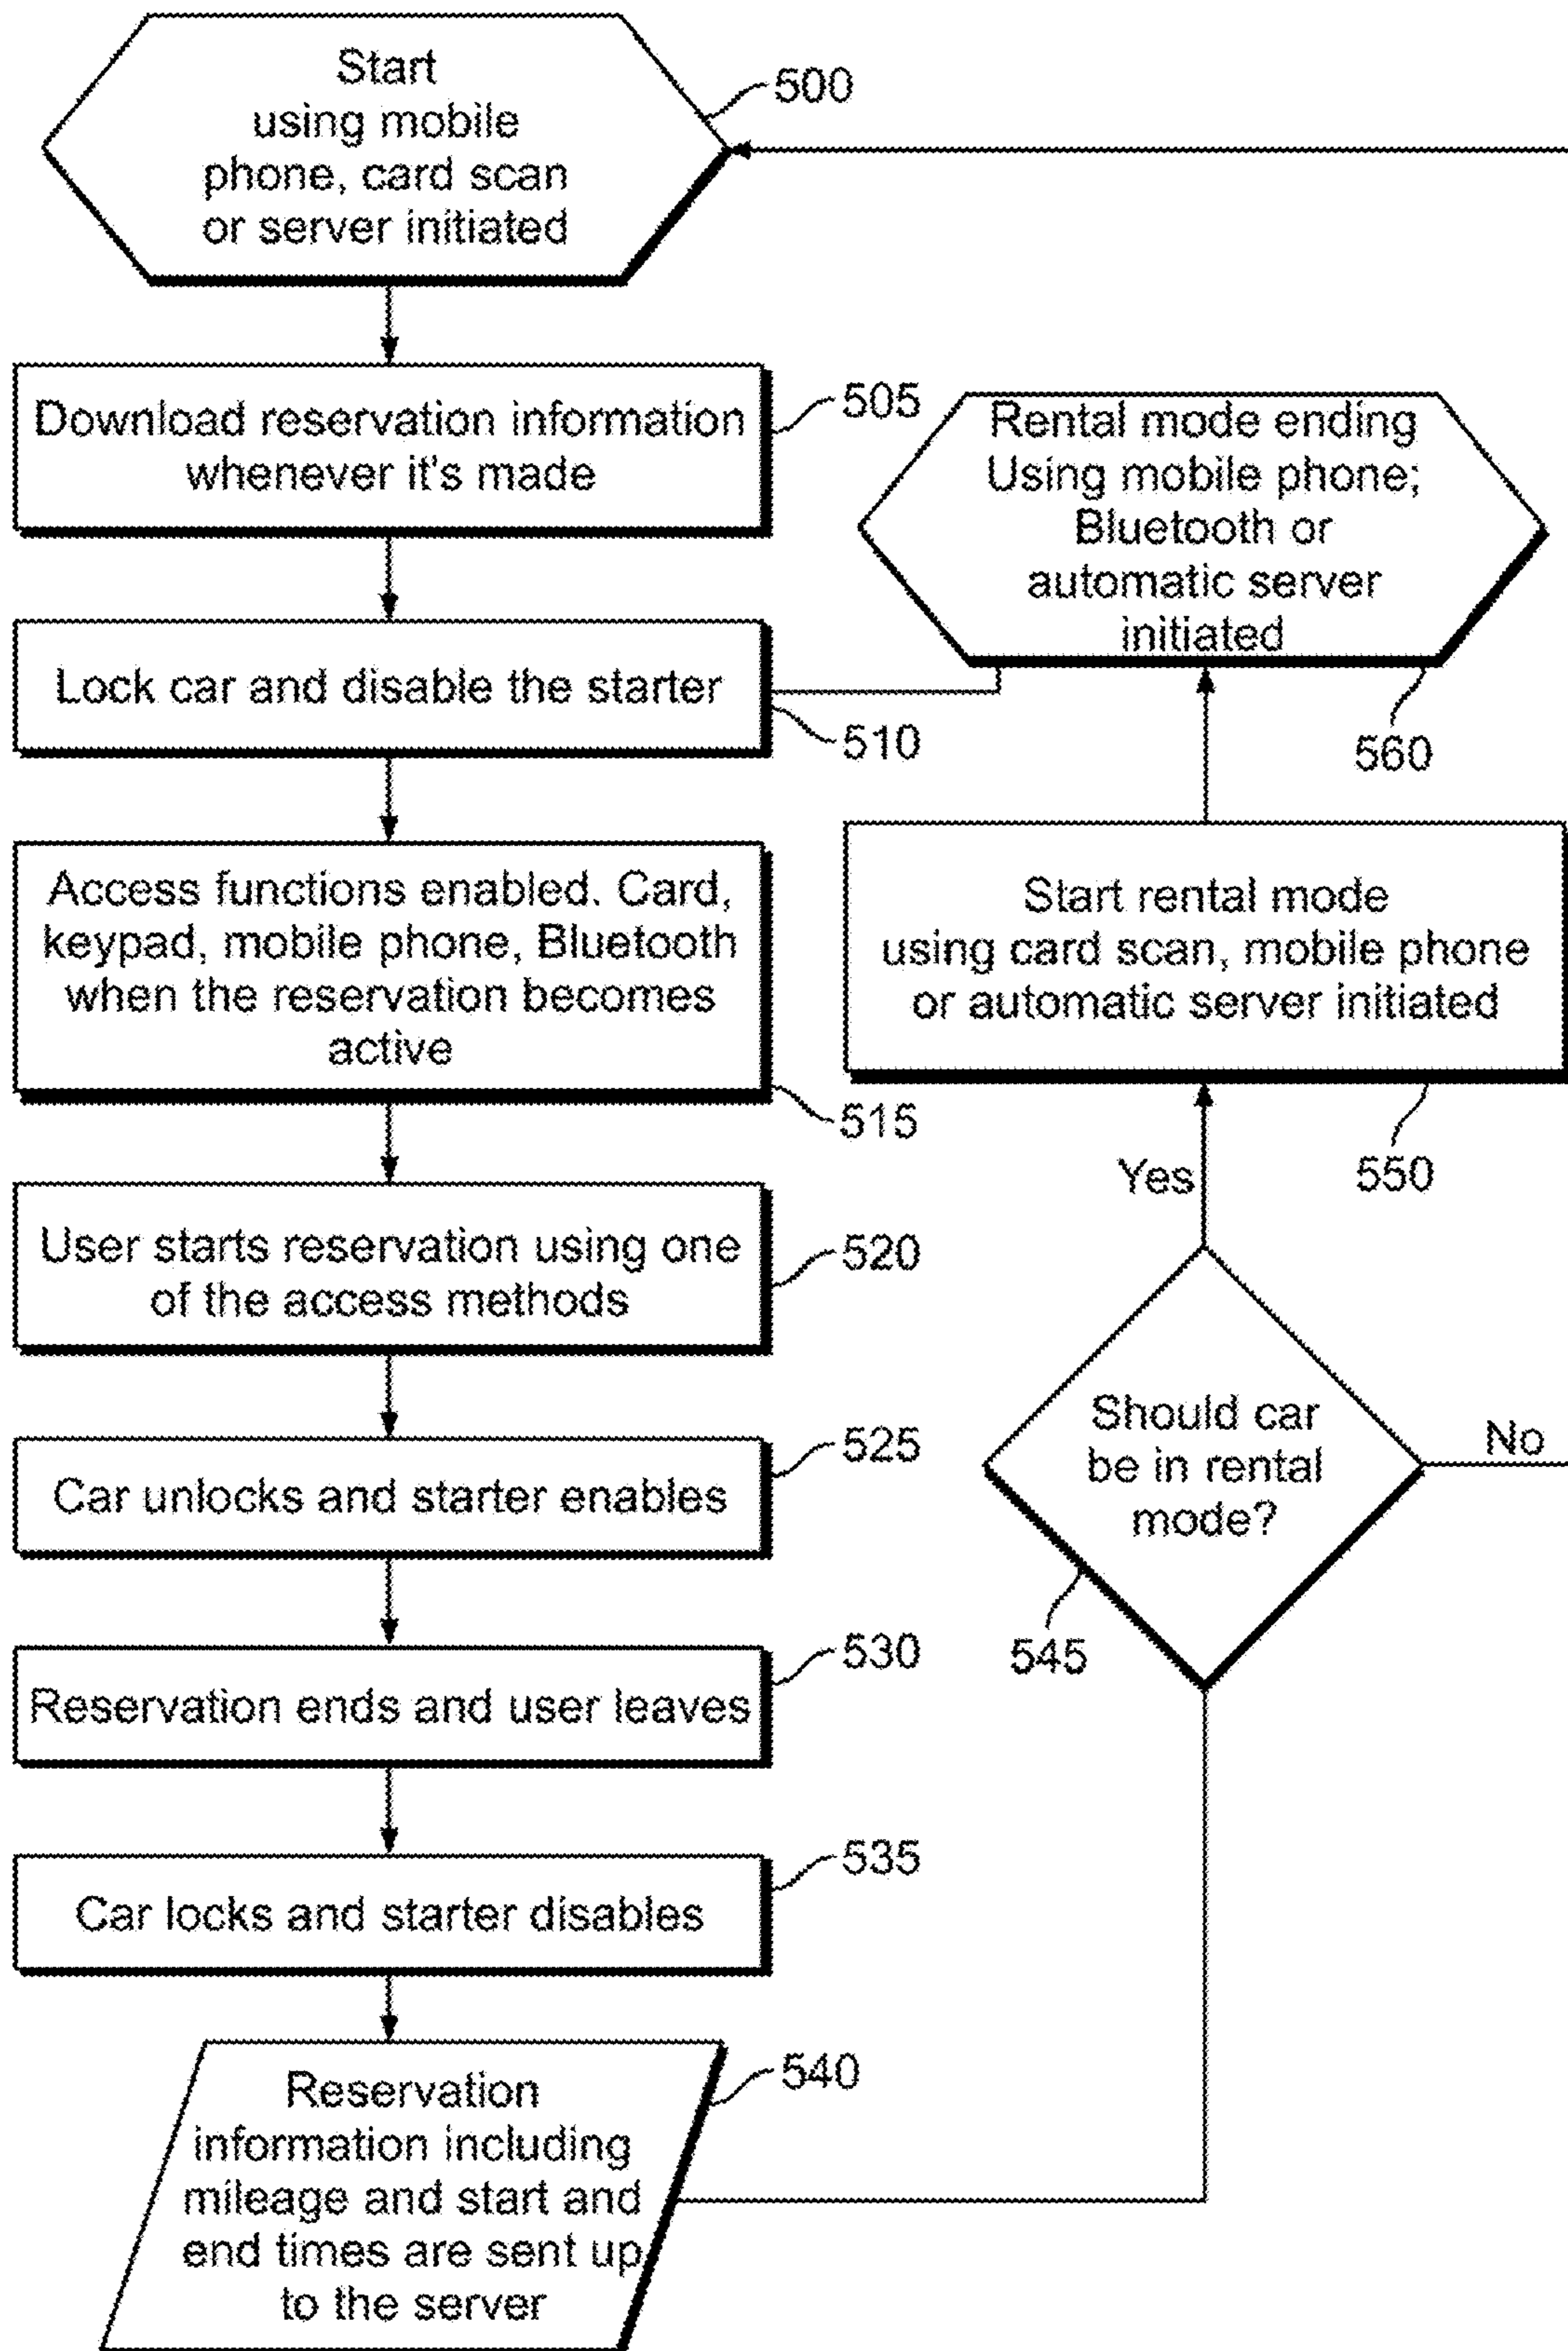 Start
using mobile
phone, card scan
or server initiated
500
Download reservation information
whenever it's made
505
Lock car and disable the starter
510
Access functions enabled. Card,
keypad, mobile phone, Bluetooth
when the reservation becomes
active
515
User starts reservation using one
of the access methods
520
Car unlocks and starter enables
525
Reservation ends and user leaves
530
Car locks and starter disables
535
Reservation
information including
mileage and start and
end times are sent up
to the server
540
Should car
be in rental
mode?
545
No
Yes
Start rental mode
using card scan, mobile phone
or automatic server initiated
550
Rental mode ending
Using mobile phone;
Bluetooth or
automatic server
initiated
560